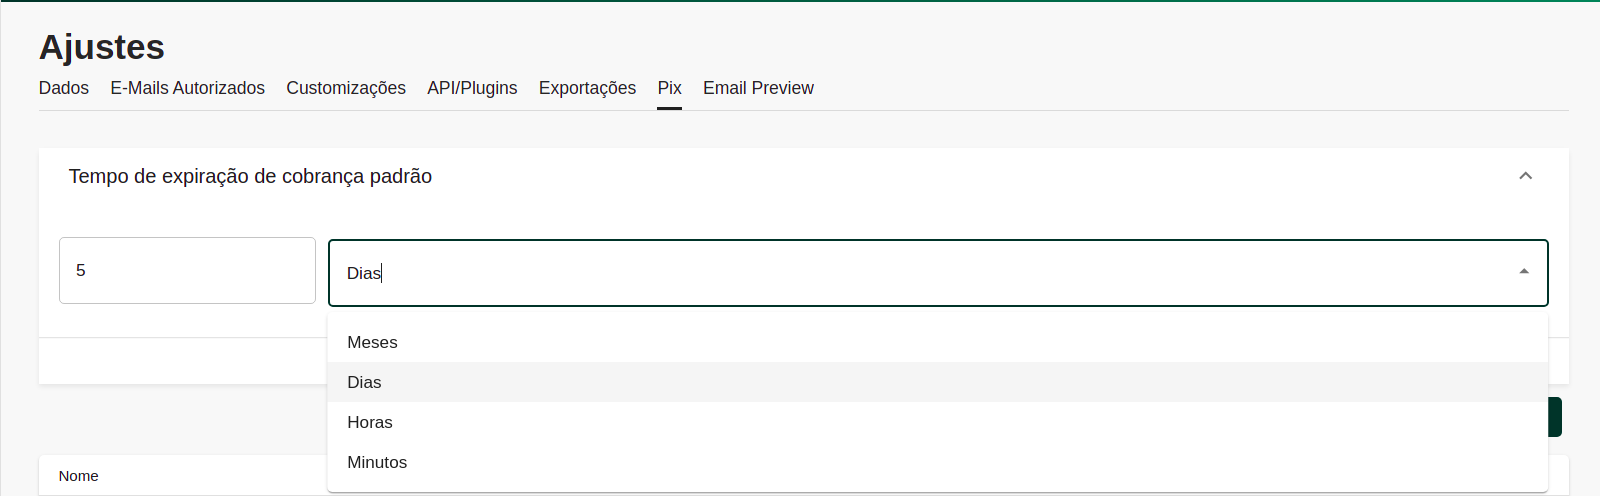 Ajustes
Dados E-Mails Autorizados Customizações API/Plugins Exportações Pix Email Preview
Tempo de expiração de cobrança padrão
5 Dias
Meses
Dias
Horas
Minutos
Nome